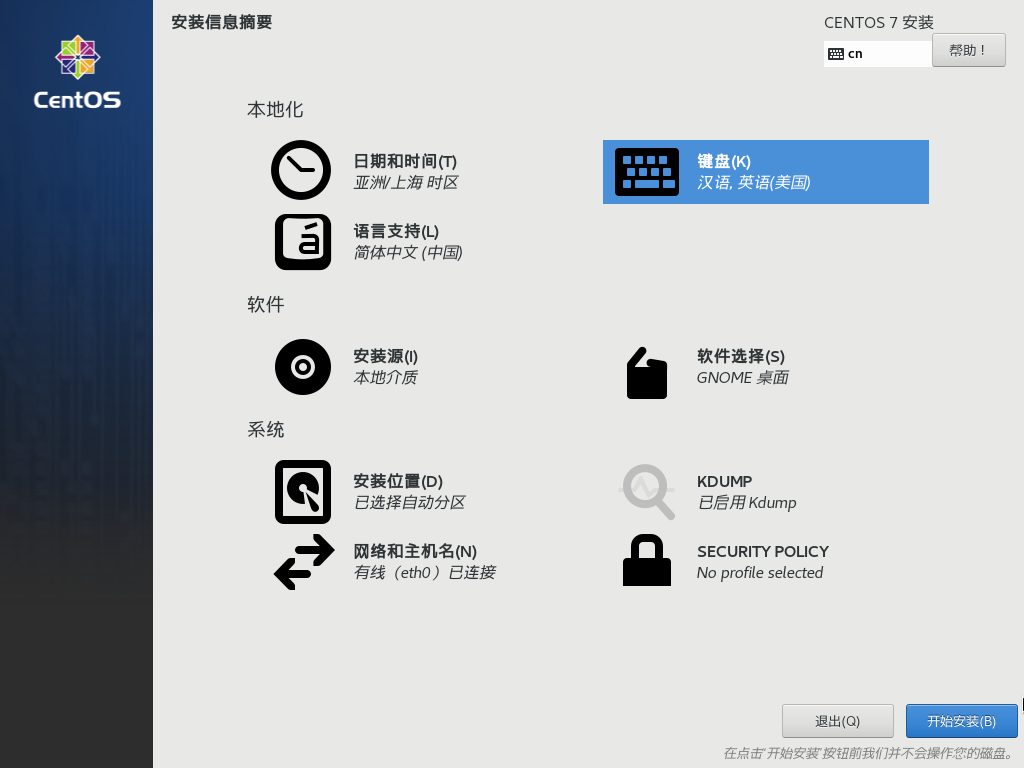 CentOS
安装信息摘要
CENTOS 7 安装
cn
帮助！
本地化
日期和时间(T)
亚洲/上海 时区
键盘(K)
汉语, 英语(美国)
语言支持(L)
简体中文 (中国)
软件
安装源(I)
本地介质
软件选择(S)
GNOME 桌面
系统
安装位置(D)
已选择自动分区
KDUMP
已启用 Kdump
网络和主机名(N)
有线（eth0）已连接
SECURITY POLICY
No profile selected
退出(Q)
开始安装(B)
在点击‘开始安装’按钮前我们并不会操作您的磁盘。